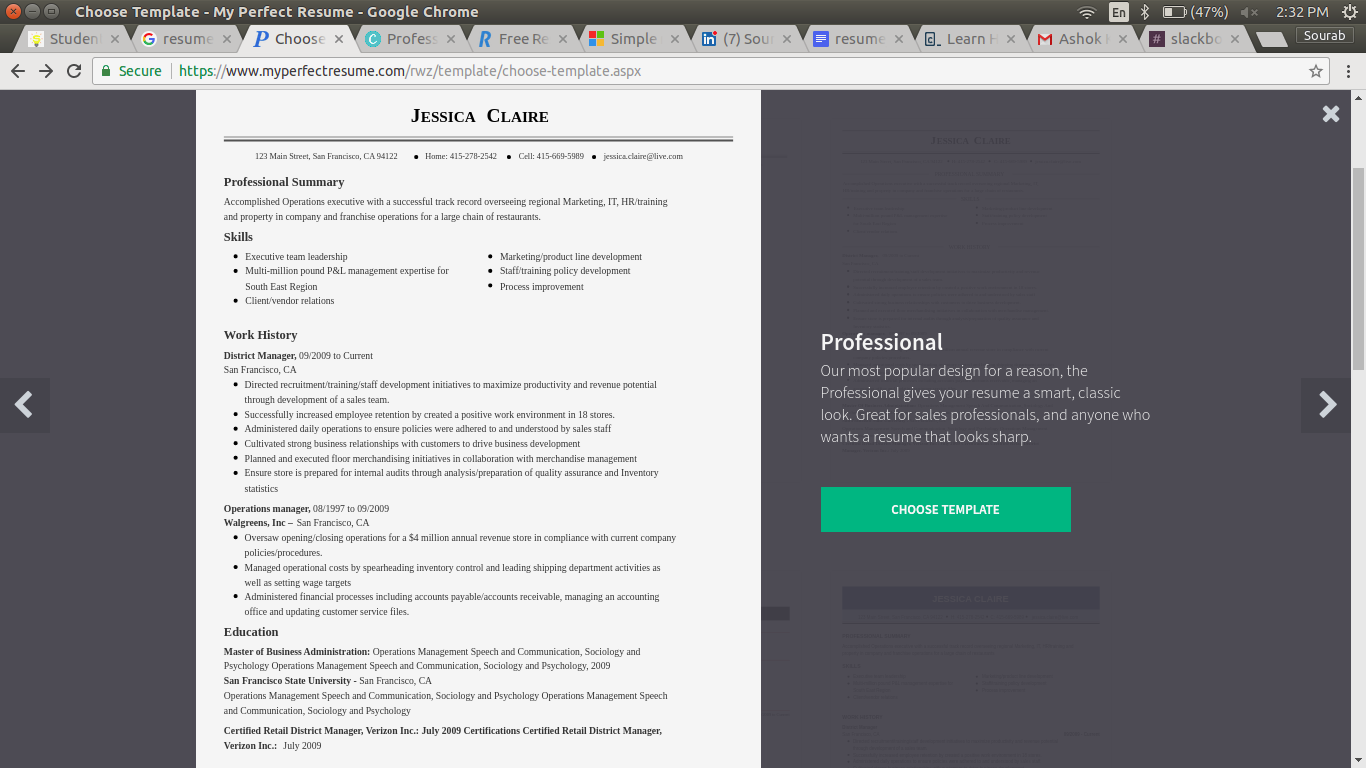 Choose Template - My Perfect Resume - Google Chrome
En
(47%)
2:32 PM
Studen
resume
Choose
Profess
Free Re
Simple
(7) Sour
resume
Learn H
Ashok
slackbo
Sourab
Secure
https://www.myperfectresume.com/rwz/template/choose-template.aspx
JESSICA CLAIRE
123 Main Street, San Francisco, CA 94122 ● Home: 415-278-2542 ● Cell: 415-669-5989 ● jessica.claire@live.com
Professional Summary
Accomplished Operations executive with a successful track record overseeing regional Marketing, IT, HR/training
and property in company and franchise operations for a large chain of restaurants.
Skills
● Executive team leadership
● Multi-million pound P&L management expertise for
South East Region
● Client/vendor relations
● Marketing/product line development
● Staff/training policy development
● Process improvement
Work History
District Manager, 09/2009 to Current
San Francisco, CA
● Directed recruitment/training/staff development initiatives to maximize productivity and revenue potential
through development of a sales team.
● Successfully increased employee retention by created a positive work environment in 18 stores.
● Administered daily operations to ensure policies were adhered to and understood by sales staff
● Cultivated strong business relationships with customers to drive business development
● Planned and executed floor merchandising initiatives in collaboration with merchandise management
● Ensure store is prepared for internal audits through analysis/preparation of quality assurance and Inventory
statistics
Operations manager, 08/1997 to 09/2009
Walgreens, Inc – San Francisco, CA
● Oversaw opening/closing operations for a $4 million annual revenue store in compliance with current company
policies/procedures.
● Managed operational costs by spearheading inventory control and leading shipping department activities as
well as setting wage targets
● Administered financial processes including accounts payable/accounts receivable, managing an accounting
office and updating customer service files.
Education
Master of Business Administration: Operations Management Speech and Communication, Sociology and
Psychology Operations Management Speech and Communication, Sociology and Psychology, 2009
San Francisco State University - San Francisco, CA
Operations Management Speech and Communication, Sociology and Psychology Operations Management Speech
and Communication, Sociology and Psychology
Certified Retail District Manager, Verizon Inc.: July 2009 Certifications Certified Retail District Manager,
Verizon Inc.: July 2009
JESSICA CLAIRE
Professional
Our most popular design for a reason, the
Professional gives your resume a smart, classic
look. Great for sales professionals, and anyone who
wants a resume that looks sharp.
CHOOSE TEMPLATE
JESSICA CLAIRE